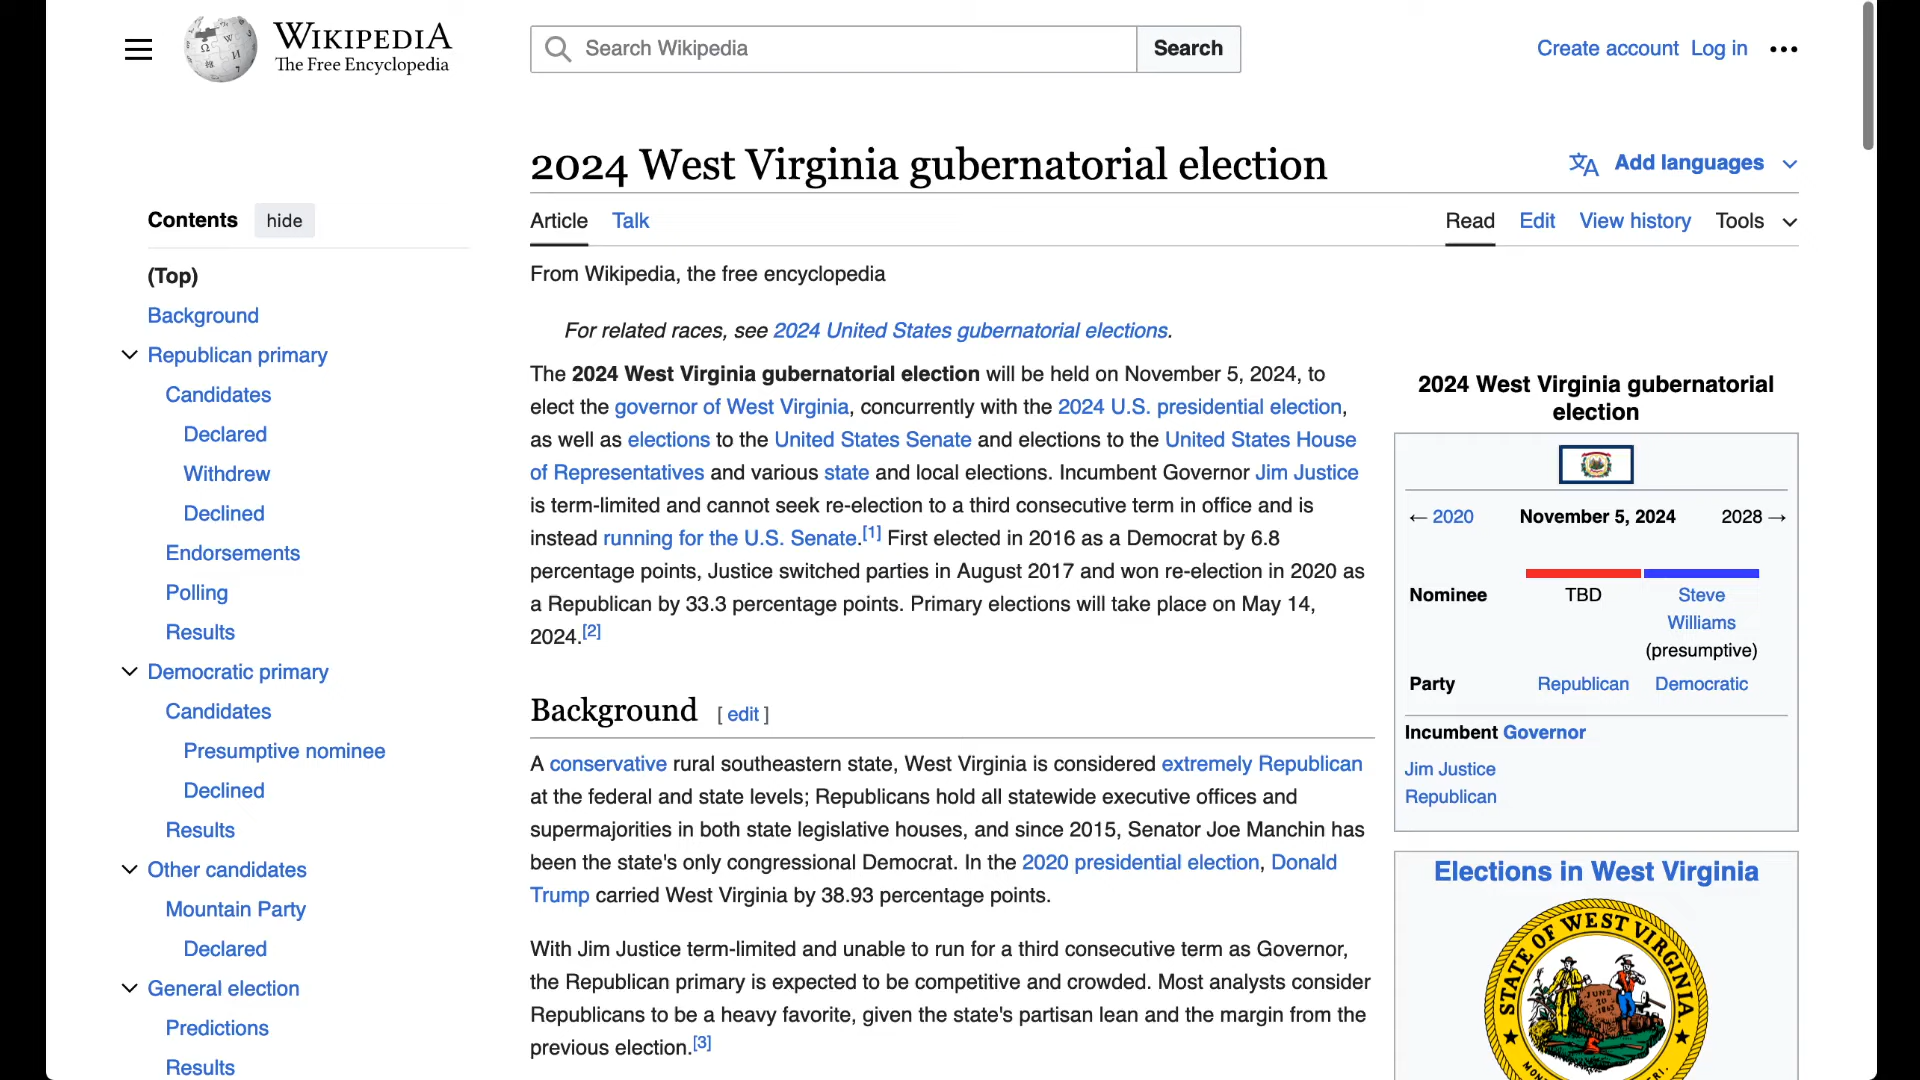 WIKIPEDIA
The Free Encyclopedia
Search Wikipedia
Search
Create account
Log in
2024 West Virginia gubernatorial election
Add languages
Article
Talk
Read
Edit
View history
Tools
Contents
hide
(Top)
Background
Republican primary
Candidates
Declared
Withdrew
Declined
Endorsements
Polling
Results
Democratic primary
Candidates
Presumptive nominee
Declined
Results
Other candidates
Mountain Party
Declared
General election
Predictions
Results
From Wikipedia, the free encyclopedia
For related races, see 2024 United States gubernatorial elections.
The 2024 West Virginia gubernatorial election will be held on November 5, 2024, to
elect the governor of West Virginia, concurrently with the 2024 U.S. presidential election,
as well as elections to the United States Senate and elections to the United States House
of Representatives and various state and local elections. Incumbent Governor Jim Justice
is term-limited and cannot seek re-election to a third consecutive term in office and is
instead running for the U.S. Senate.[1] First elected in 2016 as a Democrat by 6.8
percentage points, Justice switched parties in August 2017 and won re-election in 2020 as
a Republican by 33.3 percentage points. Primary elections will take place on May 14,
2024.[2]
Background [ edit ]
A conservative rural southeastern state, West Virginia is considered extremely Republican
at the federal and state levels; Republicans hold all statewide executive offices and
supermajorities in both state legislative houses, and since 2015, Senator Joe Manchin has
been the state's only congressional Democrat. In the 2020 presidential election, Donald
Trump carried West Virginia by 38.93 percentage points.
With Jim Justice term-limited and unable to run for a third consecutive term as Governor,
the Republican primary is expected to be competitive and crowded. Most analysts consider
Republicans to be a heavy favorite, given the state's partisan lean and the margin from the
previous election.[3]
2024 West Virginia gubernatorial
election
← 2020 November 5, 2024 2028 →
Nominee TBD Steve
Williams
(presumptive)
Party Republican Democratic
Incumbent Governor
Jim Justice
Republican
Elections in West Virginia
STATE OF WEST VIRGINIA
JUNE
20
1863